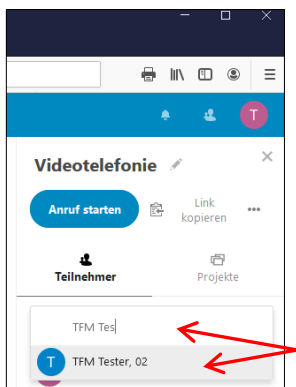 T
Videotelefonie
Anruf starten
Link
kopieren
Teilnehmer
Projekte
TFM Tes
T
TFM Tester, 02